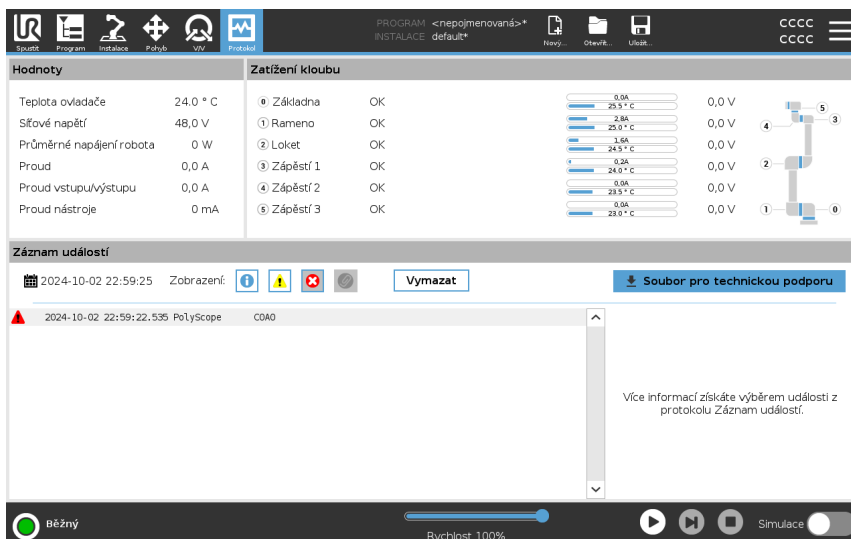 PROGRAM <nepojmenovaná>*
INSTALACE default*
CCCC
CCCC
Spustit Program Instalace Pohyb V/V Protokol Nový... Otevřít... Uložit...
Hodnoty Zatížení kloubu
Teplota ovladače 24.0 ° C
Síťové napětí 48,0 V
Průměrné napájení robota 0 W
Proud 0,0 A
Proud vstupu/výstupu 0,0 A
Proud nástroje 0 mA
0 Základna OK 0,0A 25.5 ° C 0,0 V
1 Rameno OK 2,8A 25.0 ° C 0,0 V
2 Loket OK 1,6A 24.5 ° C 0,0 V
3 Zápěstí 1 OK 0,2A 24.0 ° C 0,0 V
4 Zápěstí 2 OK 0,0A 23.5 ° C 0,0 V
5 Zápěstí 3 OK 0,0A 23.0 ° C 0,0 V
5
4 3
2
1 0
Záznam událostí
2024-10-02 22:59:25 Zobrazení: Vymazat Soubor pro technickou podporu
2024-10-02 22:59:22.535 PolyScope C0A0
Více informací získáte výběrem události z
protokolu Záznam událostí.
Běžný
Rychlost 100%
Simulace